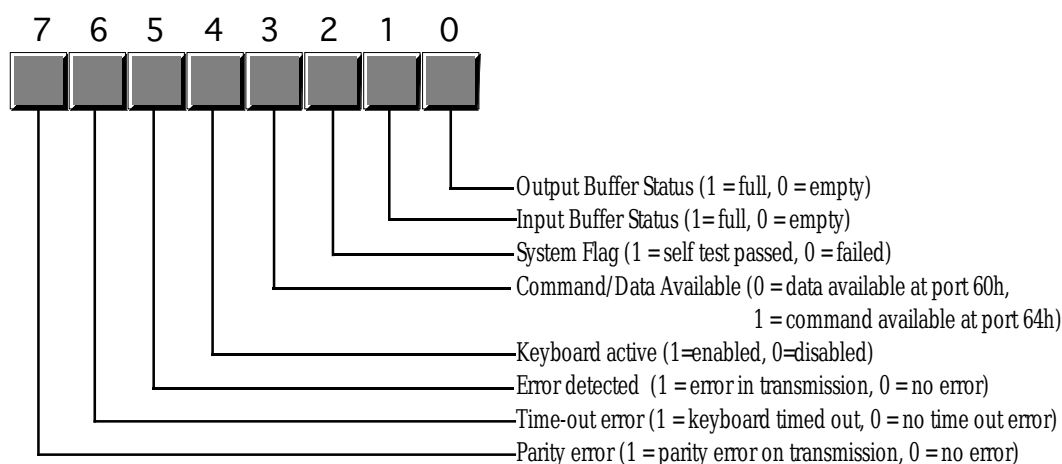 7 6 5 4 3 2 1 0
Output Buffer Status (1 = full, 0 = empty)
Input Buffer Status (1= full, 0 = empty)
System Flag (1 = self test passed, 0 = failed)
Command/Data Available (0 = data available at port 60h,
1 = command available at port 64h)
Keyboard active (1=enabled, 0=disabled)
Error detected (1 = error in transmission, 0 = no error)
Time-out error (1 = keyboard timed out, 0 = no time out error)
Parity error (1 = parity error on transmission, 0 = no error)